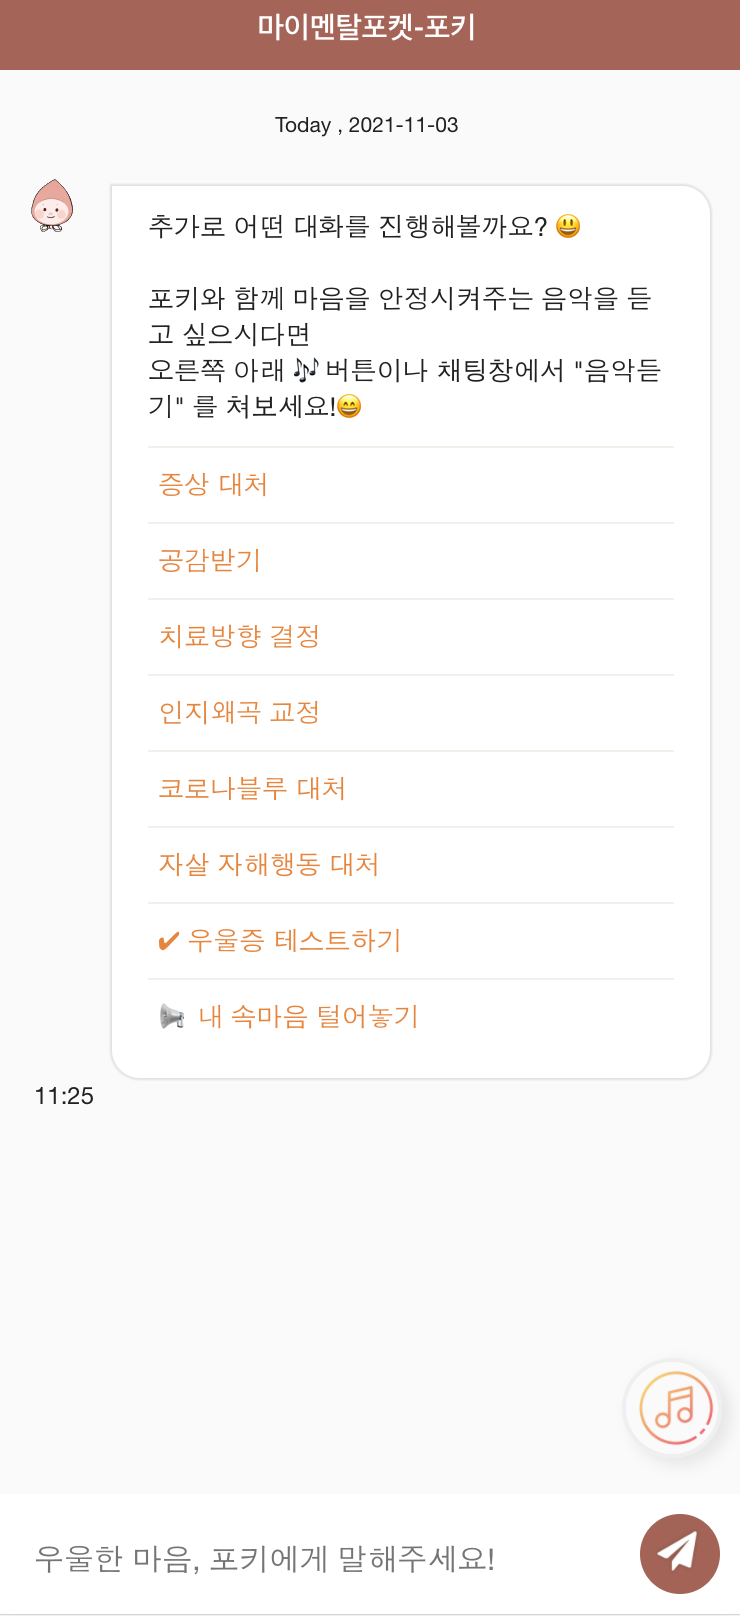 마이멘탈포켓-포키
Today , 2021-11-03
추가로 어떤 대화를 진행해볼까요? 😃
포키와 함께 마음을 안정시켜주는 음악을 듣
고 싶으시다면
오른쪽 아래 🎶 버튼이나 채팅창에서 "음악듣
기" 를 쳐보세요!😄
증상 대처
공감받기
치료방향 결정
인지왜곡 교정
코로나블루 대처
자살 자해행동 대처
✔ 우울증 테스트하기
📢 내 속마음 털어놓기
11:25
우울한 마음, 포키에게 말해주세요!